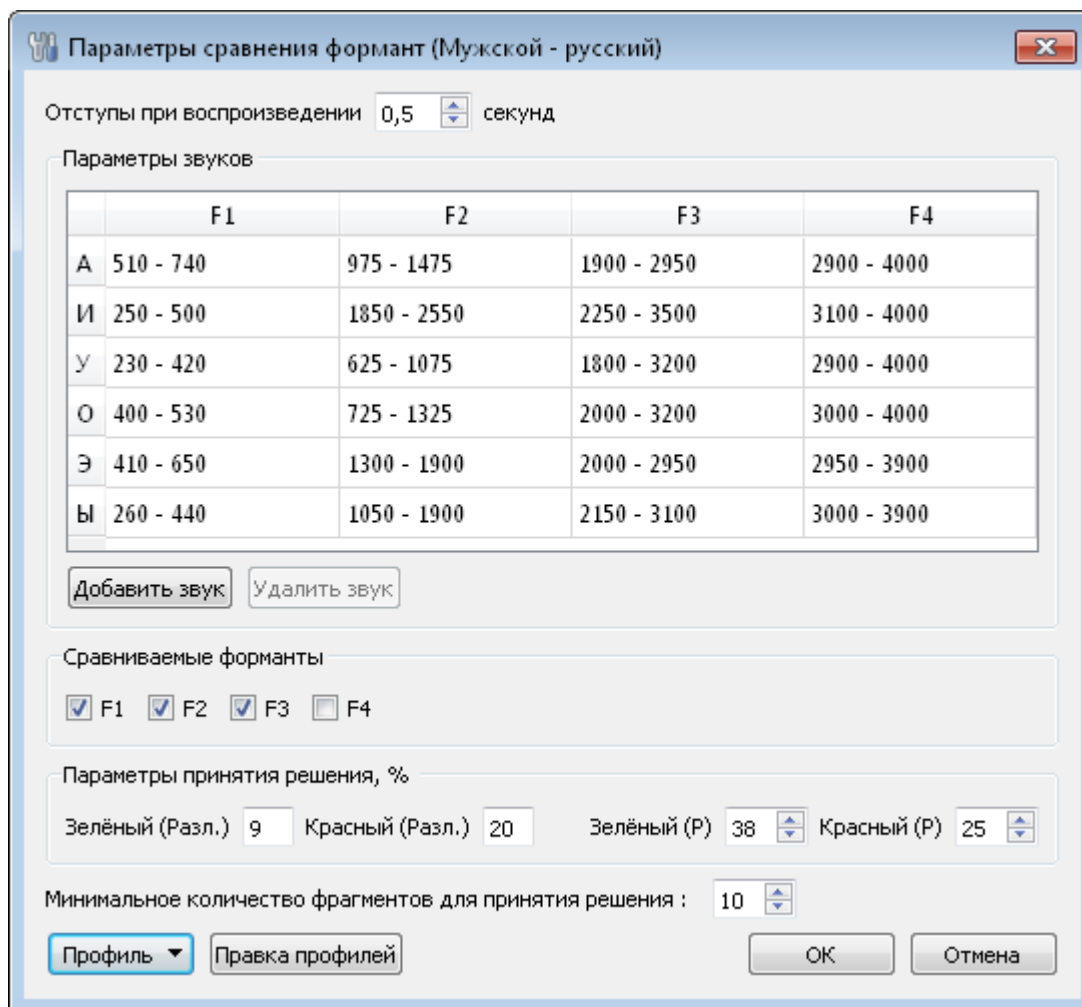 Параметры сравнения формант (Мужской - русский)
Отступы при воспроизведении 0,5 секунд
Параметры звуков
F1 F2 F3 F4
А 510 - 740 975 - 1475 1900 - 2950 2900 - 4000
И 250 - 500 1850 - 2550 2250 - 3500 3100 - 4000
У 230 - 420 625 - 1075 1800 - 3200 2900 - 4000
О 400 - 530 725 - 1325 2000 - 3200 3000 - 4000
Э 410 - 650 1300 - 1900 2000 - 2950 2950 - 3900
Ы 260 - 440 1050 - 1900 2150 - 3100 3000 - 3900
Добавить звук Удалить звук
Сравниваемые форманты
F1 F2 F3 F4
Параметры принятия решения, %
Зелёный (Разл.) 9 Красный (Разл.) 20 Зелёный (Р) 38 Красный (Р) 25
Минимальное количество фрагментов для принятия решения : 10
Профиль Правка профилей ОК Отмена